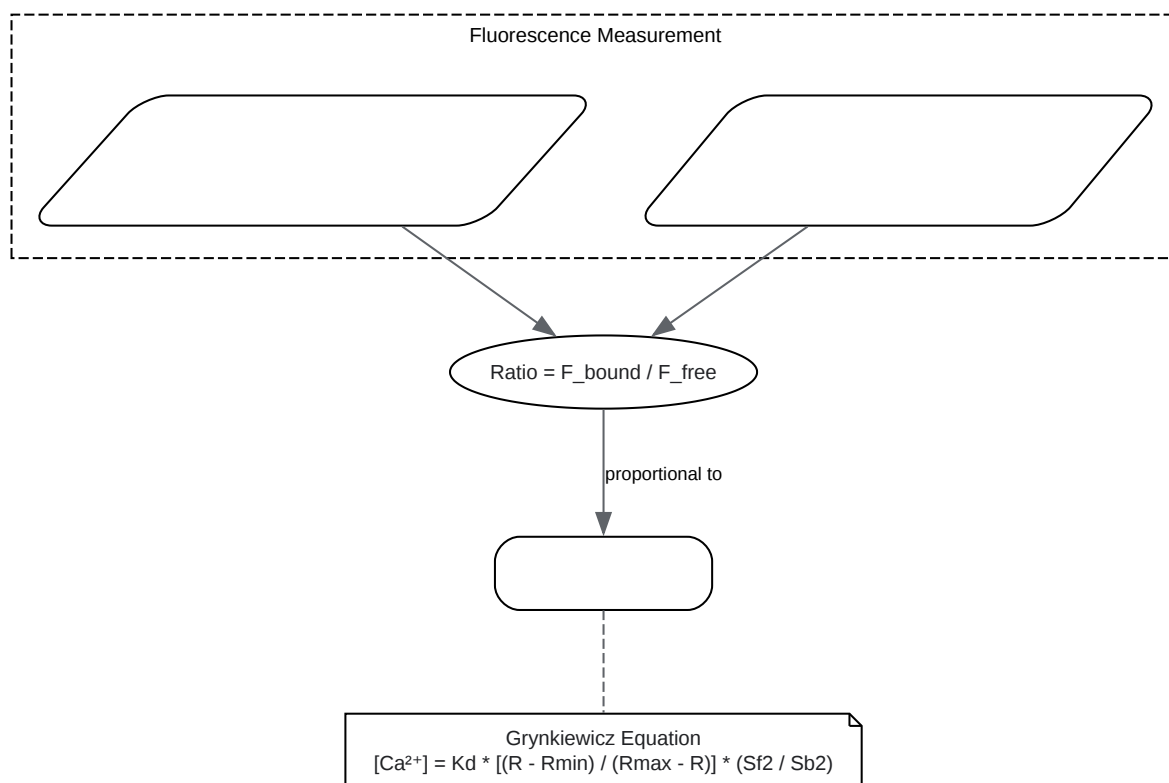 Fluorescence Measurement
Ratio = F_bound / F_free
proportional to
Grynkiewicz Equation
[Ca²⁺] = Kd * [(R - Rmin) / (Rmax - R)] * (Sf2 / Sb2)